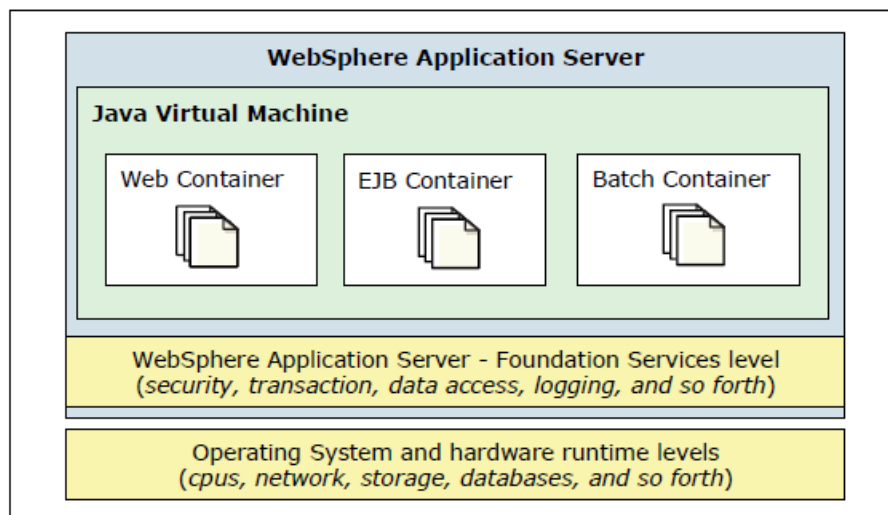 WebSphere Application Server
Java Virtual Machine
Web Container
EJB Container
Batch Container
WebSphere Application Server - Foundation Services level
(security, transaction, data access, logging, and so forth)
Operating System and hardware runtime levels
(cpus, network, storage, databases, and so forth)